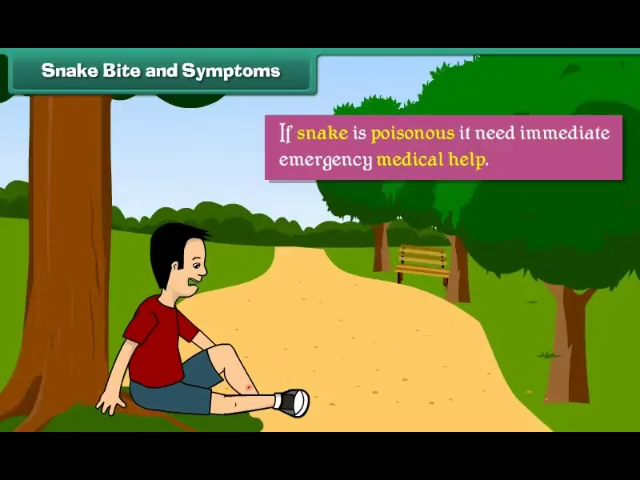 Snake Bite and Symptoms
If snake is poisonous it need immediate
emergency medical help.